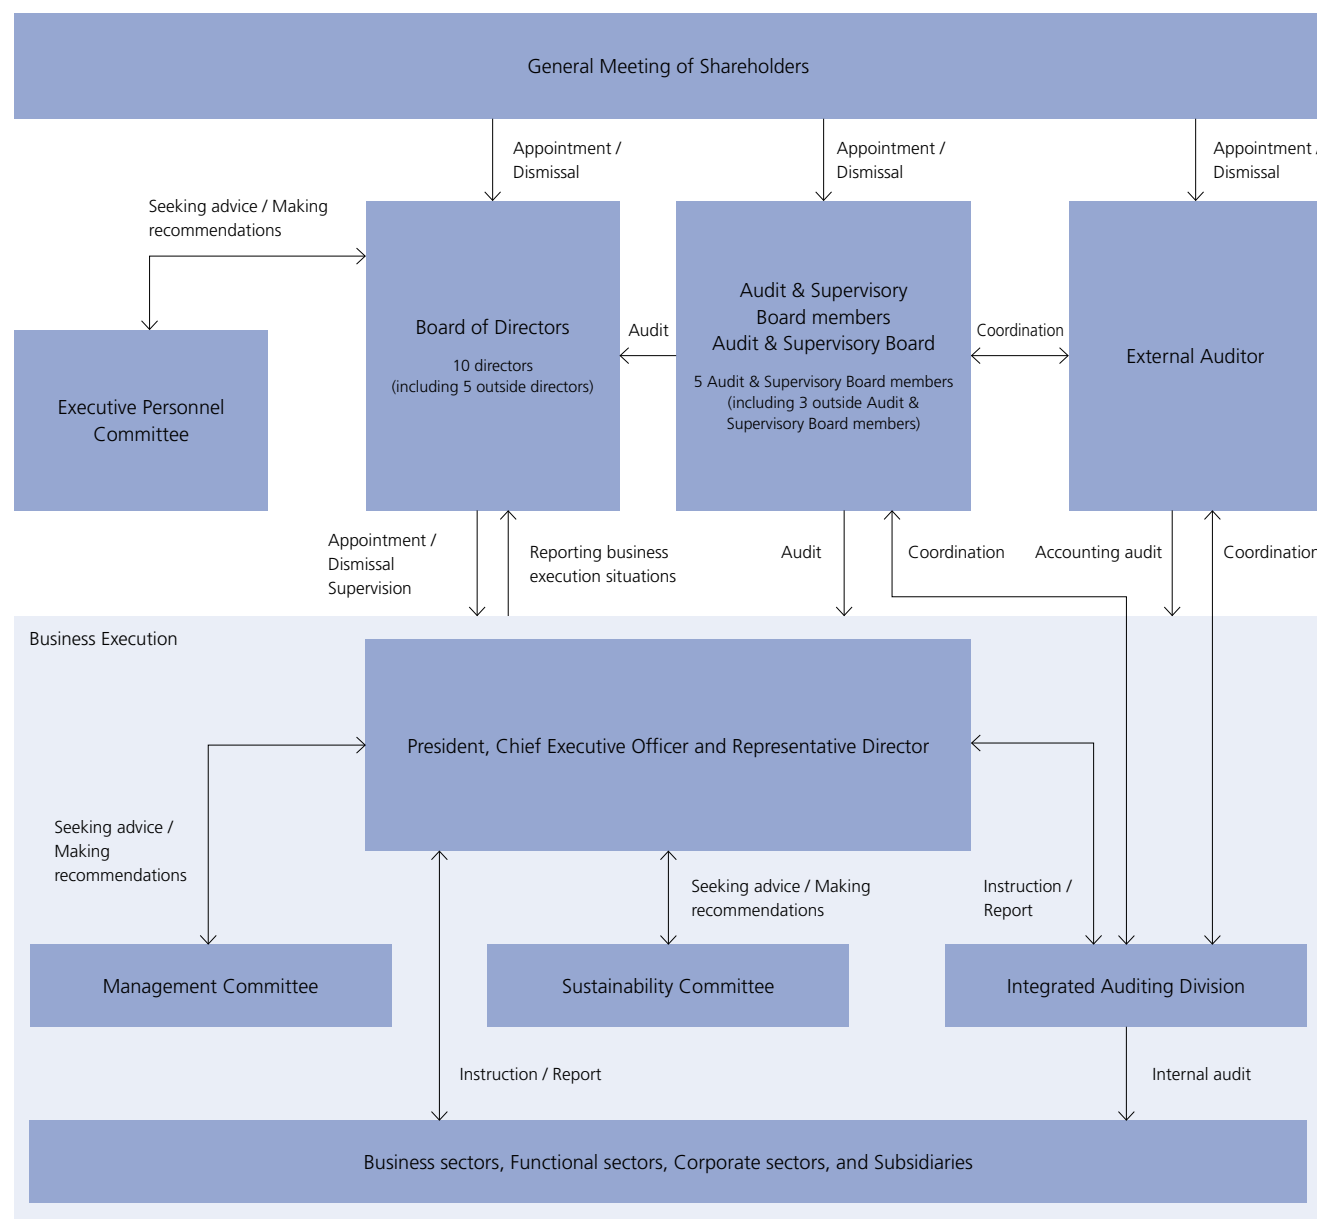 General Meeting of Shareholders
Appointment /
Dismissal
Appointment /
Dismissal
Appointment /
Dismissal
Seeking advice / Making
recommendations
Executive Personnel
Committee
Board of Directors
10 directors
(including 5 outside directors)
Audit
Audit & Supervisory
Board members
Audit & Supervisory Board
5 Audit & Supervisory Board members
(including 3 outside Audit &
Supervisory Board members)
Coordination
External Auditor
Appointment /
Dismissal
Supervision
Reporting business
execution situations
Audit
Coordination
Accounting audit
Coordination
Business Execution
President, Chief Executive Officer and Representative Director
Seeking advice /
Making
recommendations
Seeking advice / Making
recommendations
Instruction /
Report
Management Committee
Sustainability Committee
Integrated Auditing Division
Instruction / Report
Internal audit
Business sectors, Functional sectors, Corporate sectors, and Subsidiaries